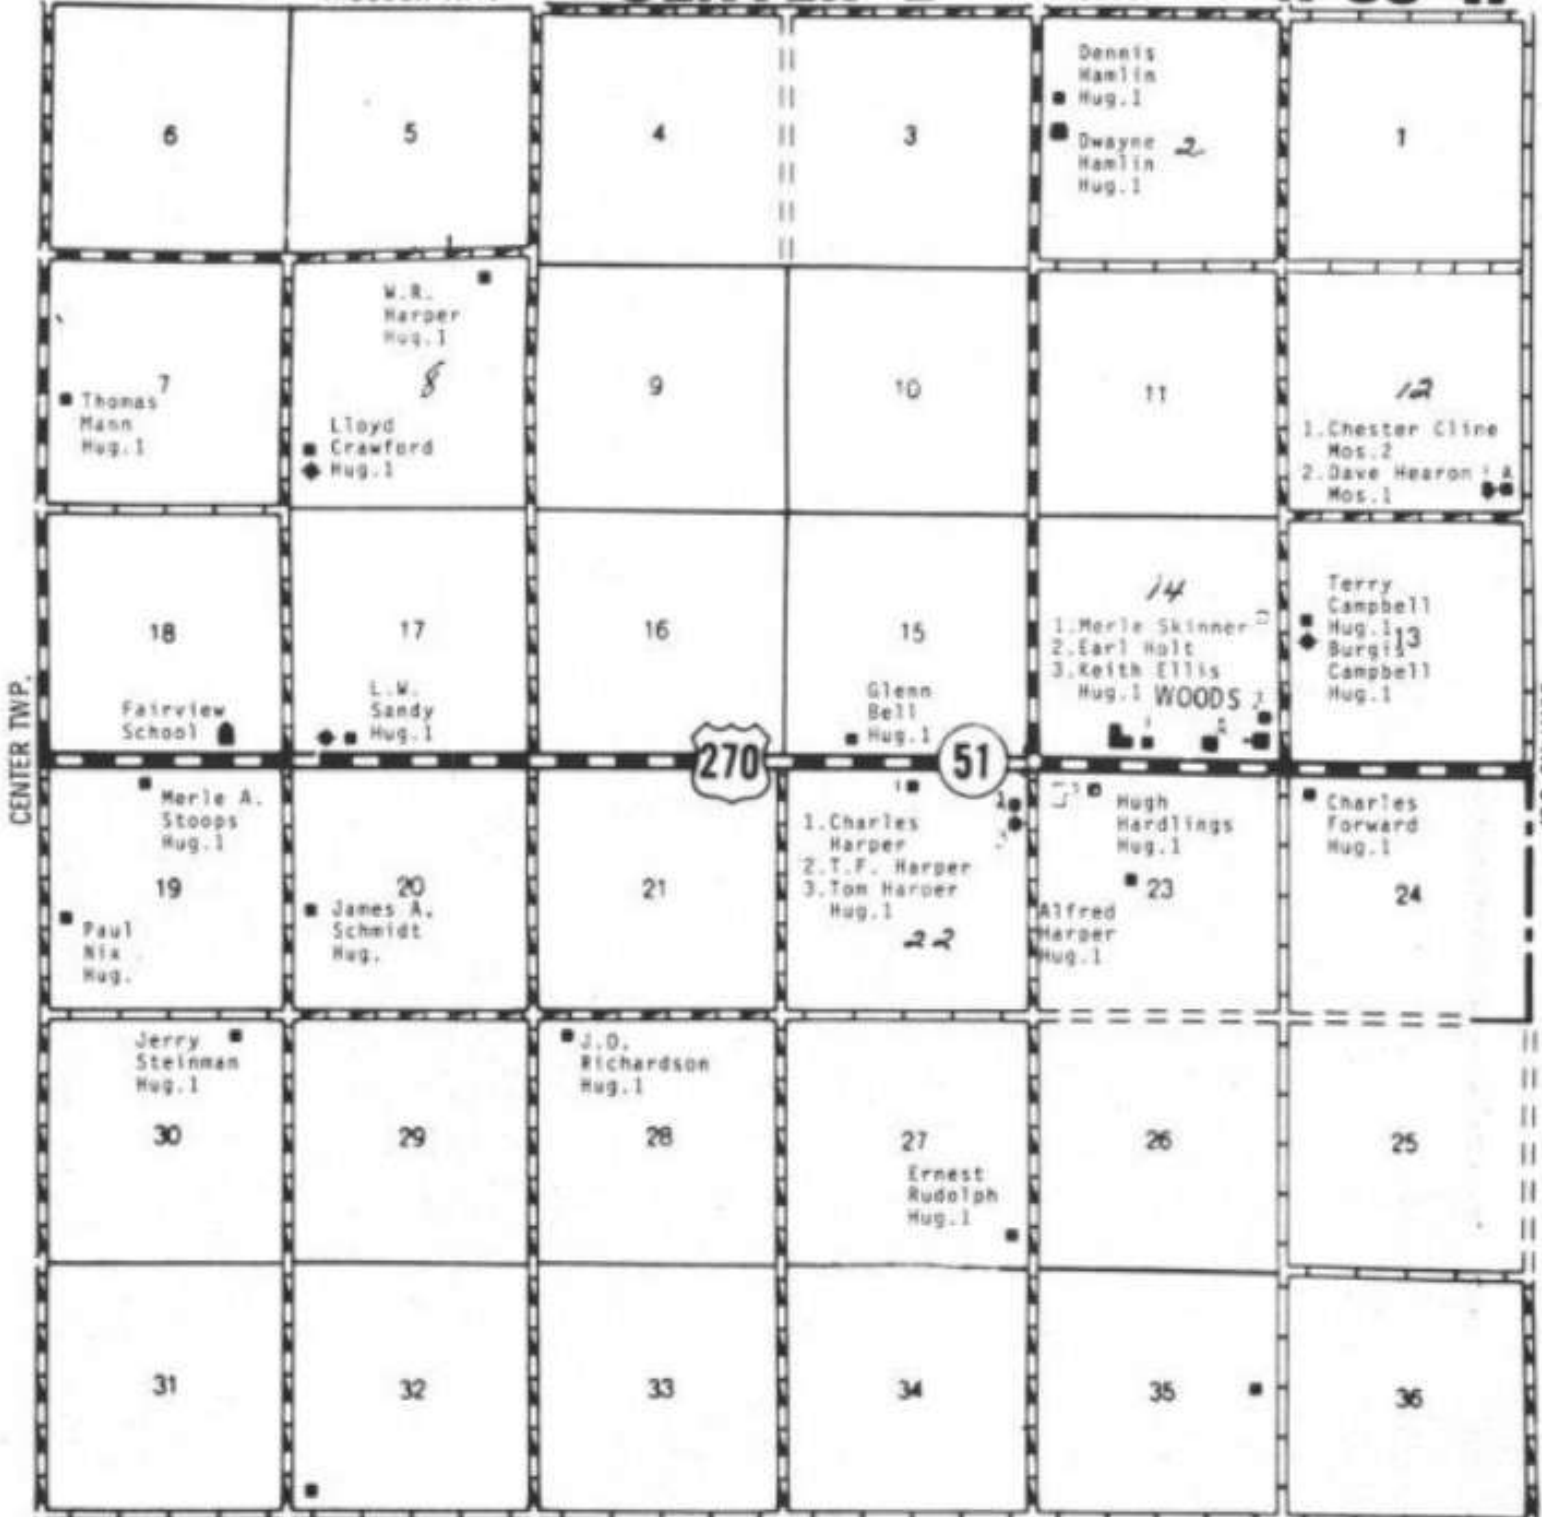 6
5
4
3
Dennis
Hamlin
Hug.1
Dwayne
Hamlin
Hug.1
2
1
7
Thomas
Mann
Hug.1
W.R.
Harper
Hug.1
8
Lloyd
Crawford
Hug.1
9
10
11
12
1.Chester Cline
Mos.2
2.Dave Hearon
Mos.1
CENTER TWP.
18
Fairview
School
17
L.W.
Sandy
Hug.1
16
15
Glenn
Bell
Hug.1
14
1.Merle Skinner
2.Earl Holt
3.Keith Ellis
Hug.1
WOODS
Terry
Campbell
Hug.1
13
Burgis
Campbell
Hug.1
270
51
Merle A.
Stoops
Hug.1
19
Paul
Nix
Hug.
20
James A.
Schmidt
Hug.
21
1
1.Charles
Harper
2.T.F. Harper
3.Tom Harper
Hug.1
22
Hugh
Hardlings
Hug.1
23
Alfred
Harper
Hug.1
Charles
Forward
Hug.1
24
Jerry
Steinman
Hug.1
30
29
J.O.
Richardson
Hug.1
28
27
Ernest
Rudolph
Hug.1
26
25
31
32
33
34
35
36